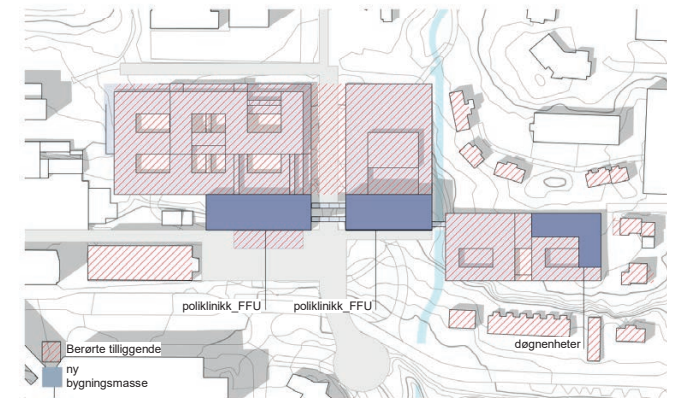 poliklinikk_FFU
poliklinikk_FFU
døgnenheter
Berørte tilliggende
ny
bygningsmasse